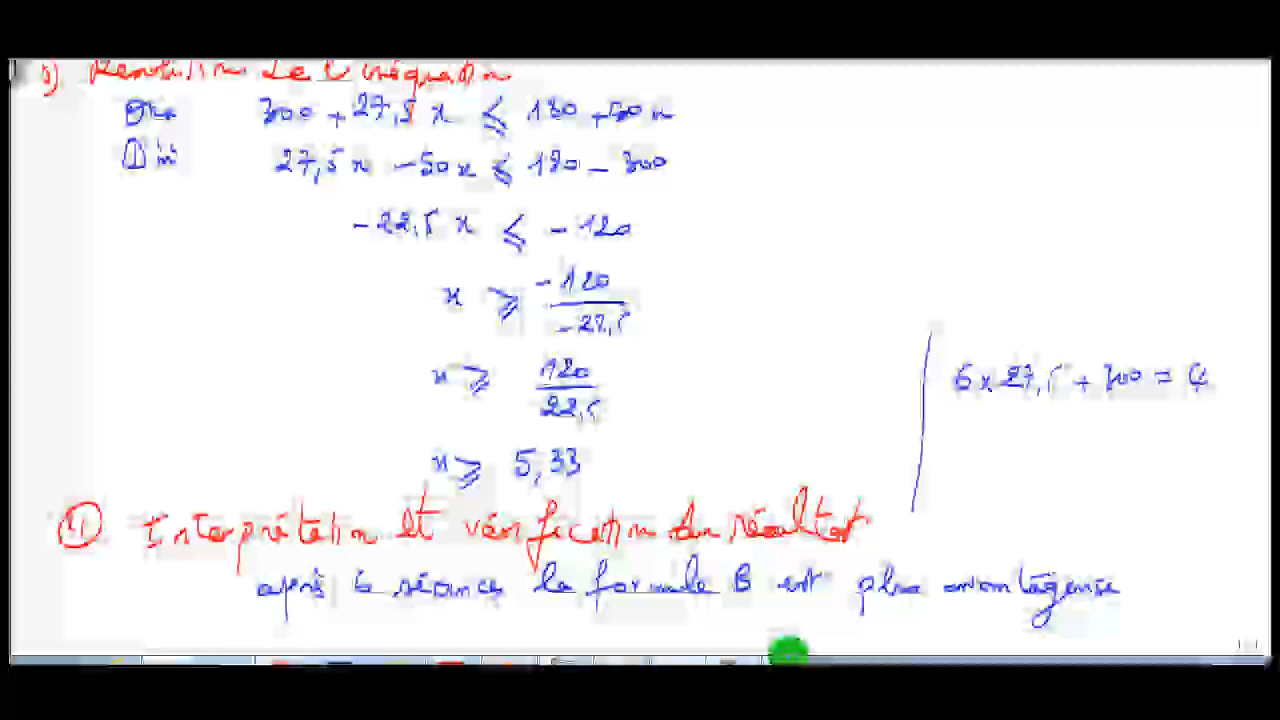 Résolution de l'inéquation
300 + 27,5 x ⩽ 180 + 50 x
27,5 x - 50 x ⩽ 180 - 300
- 22,5 x ⩽ - 120
x ⩾ -120 / -22,5
x ⩾ 120 / 22,5
6 x 27,5 + 300 = 4
x ⩾ 5,33
Interprétation et vérification du résultat
après 6 séances la formule B est plus avantageuse